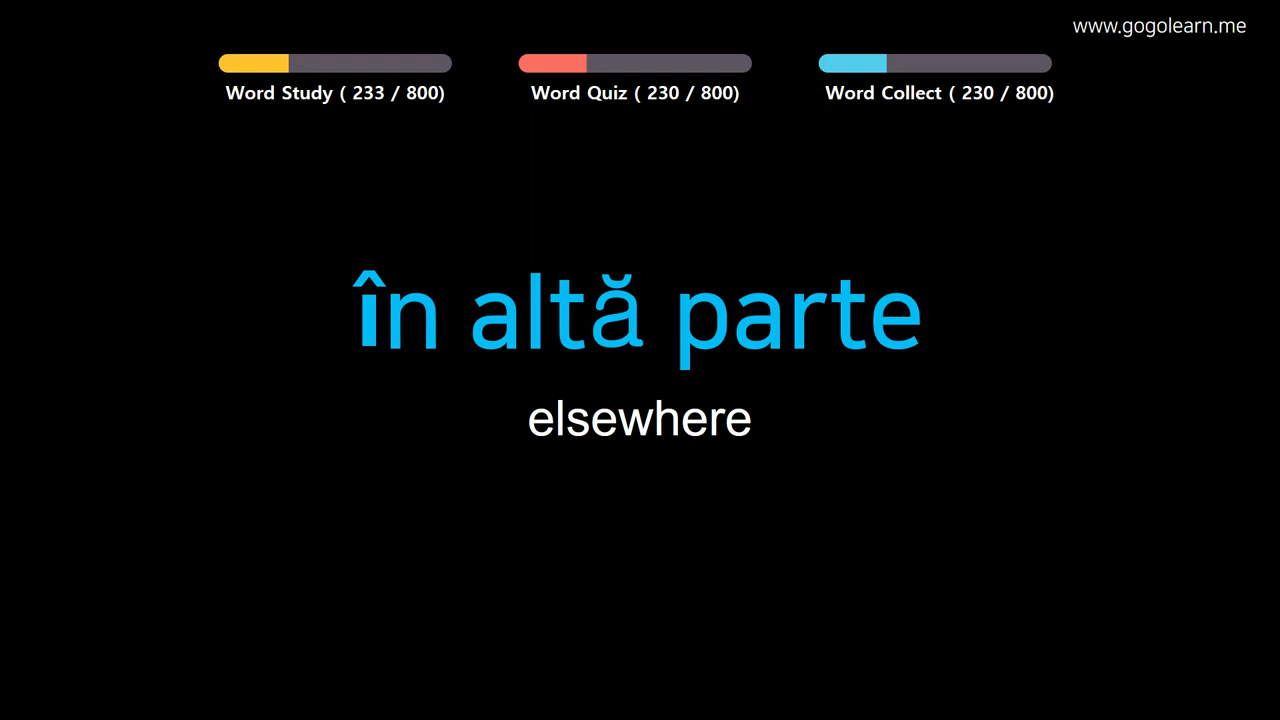 www.gogolearn.me
Word Study ( 233 / 800)
Word Quiz ( 230 / 800)
Word Collect ( 230 / 800)
în altă parte
elsewhere